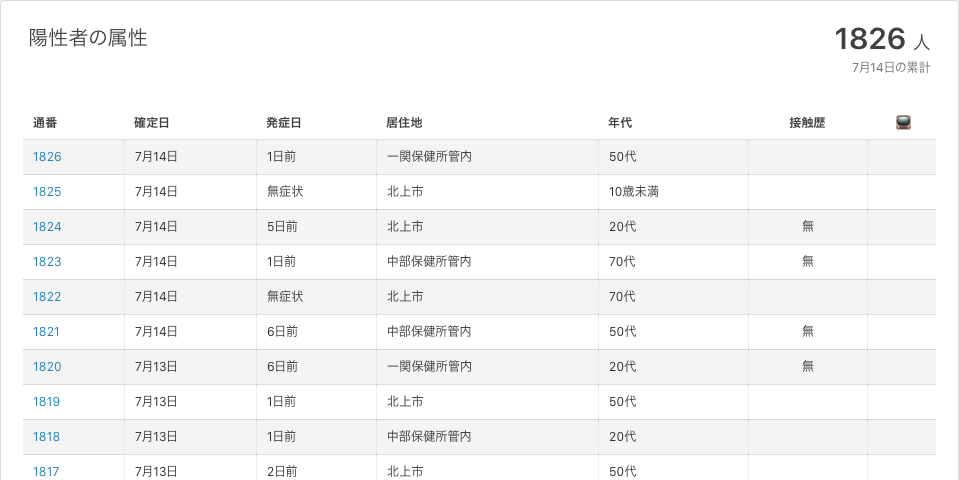 陽性者の属性
1826 人
7月14日の累計
通番 確定日 発症日 居住地 年代 接触歴
1826 7月14日 1日前 一関保健所管内 50代
1825 7月14日 無症状 北上市 10歳未満
1824 7月14日 5日前 北上市 20代 無
1823 7月14日 1日前 中部保健所管内 70代 無
1822 7月14日 無症状 北上市 70代
1821 7月14日 6日前 中部保健所管内 50代 無
1820 7月13日 6日前 一関保健所管内 20代 無
1819 7月13日 1日前 北上市 50代
1818 7月13日 1日前 中部保健所管内 20代
1817 7月13日 2日前 北上市 50代